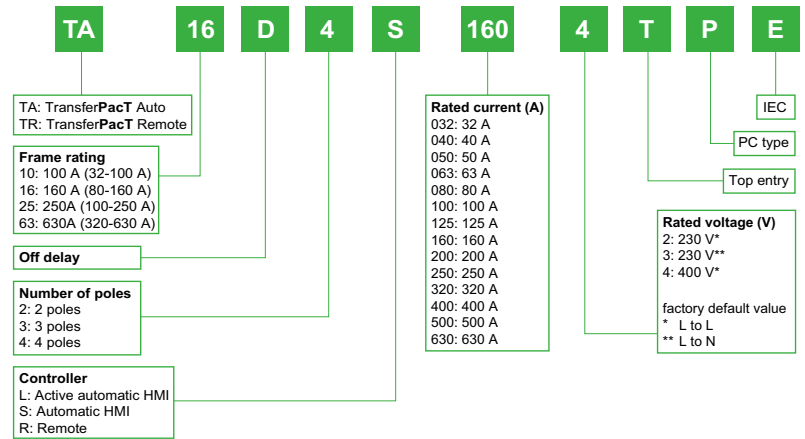 TA 16 D 4 S 160 4 T P E
TA: TransferPacT Auto
TR: TransferPacT Remote
Frame rating
10: 100 A (32-100 A)
16: 160 A (80-160 A)
25: 250A (100-250 A)
63: 630A (320-630 A)
Off delay
Number of poles
2: 2 poles
3: 3 poles
4: 4 poles
Controller
L: Active automatic HMI
S: Automatic HMI
R: Remote
Rated current (A)
032: 32 A
040: 40 A
050: 50 A
063: 63 A
080: 80 A
100: 100 A
125: 125 A
160: 160 A
200: 200 A
250: 250 A
320: 320 A
400: 400 A
500: 500 A
630: 630 A
IEC
PC type
Top entry
Rated voltage (V)
2: 230 V*
3: 230 V**
4: 400 V*
factory default value
* L to L
** L to N